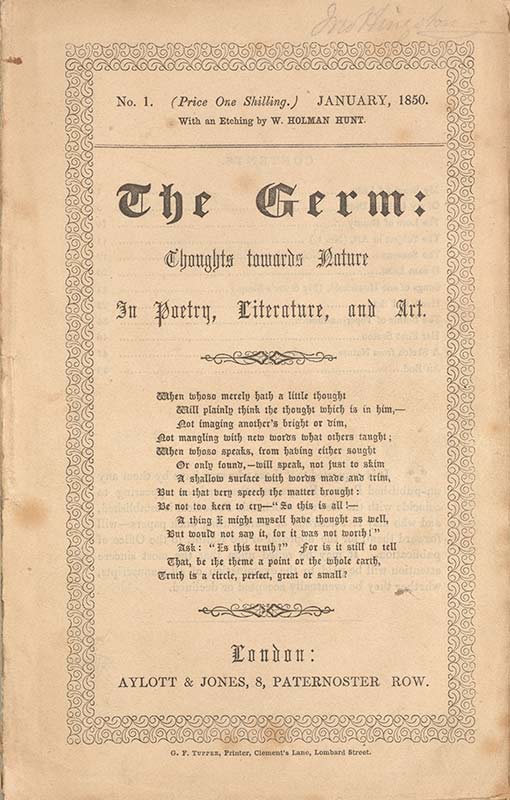 Jno Hingston
No. 1. (Price One Shilling.) JANUARY, 1850.
With an Etching by W. HOLMAN HUNT.
The Germ:
Thoughts towards Nature
In Poetry, Literature, and Art.
When whoso merely hath a little thought
Will plainly think the thought which is in him,—
Not imaging another's bright or dim,
Not mangling with new words what others taught;
When whoso speaks, from having either sought
Or only found,—will speak, not just to skim
A shallow surface with words made and trim,
But in that very speech the matter brought:
Be not too keen to cry—"So this is all!—
A thing I might myself have thought as well,
But would not say it, for it was not worth!"
Ask: "Is this truth?" For is it still to tell
That, be the theme a point or the whole earth,
Truth is a circle, perfect, great or small?
London:
AYLOTT & JONES, 8, PATERNOSTER ROW.
G. F. TUPPER, Printer, Clement's Lane, Lombard Street.